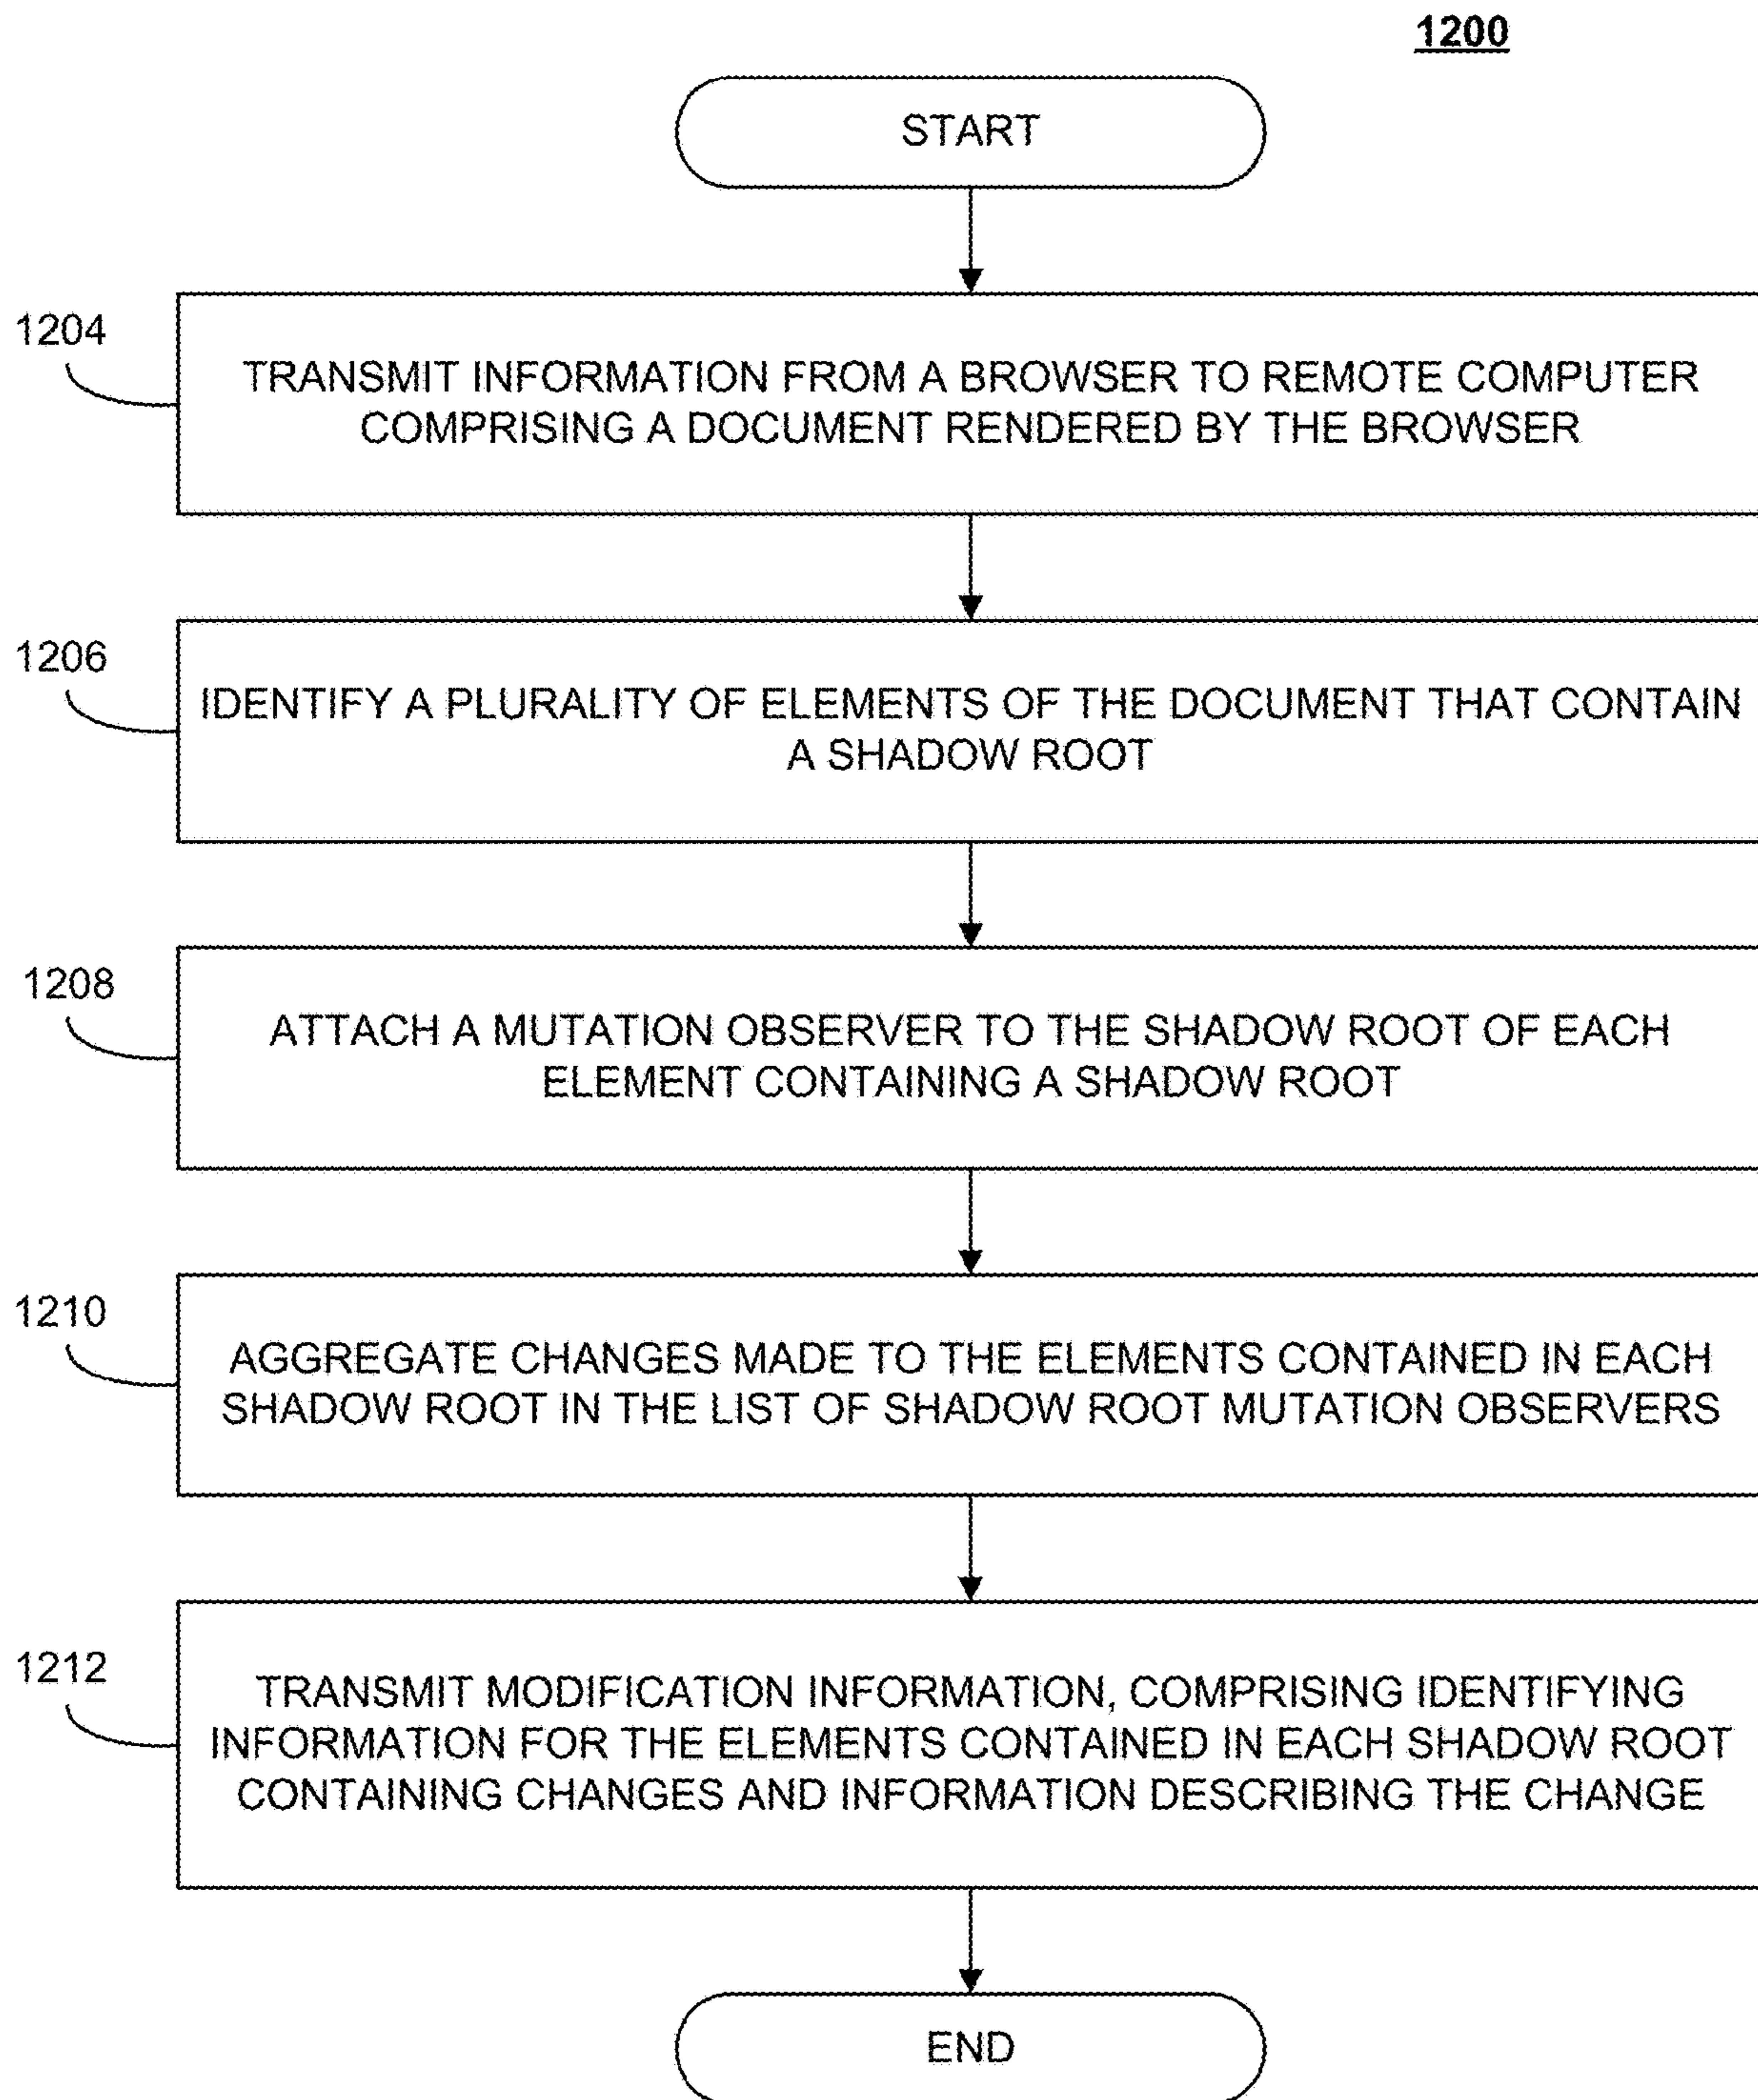 1200
START
1204
TRANSMIT INFORMATION FROM A BROWSER TO REMOTE COMPUTER
COMPRISING A DOCUMENT RENDERED BY THE BROWSER
1206
IDENTIFY A PLURALITY OF ELEMENTS OF THE DOCUMENT THAT CONTAIN
A SHADOW ROOT
1208
ATTACH A MUTATION OBSERVER TO THE SHADOW ROOT OF EACH
ELEMENT CONTAINING A SHADOW ROOT
1210
AGGREGATE CHANGES MADE TO THE ELEMENTS CONTAINED IN EACH
SHADOW ROOT IN THE LIST OF SHADOW ROOT MUTATION OBSERVERS
1212
TRANSMIT MODIFICATION INFORMATION, COMPRISING IDENTIFYING
INFORMATION FOR THE ELEMENTS CONTAINED IN EACH SHADOW ROOT
CONTAINING CHANGES AND INFORMATION DESCRIBING THE CHANGE
END